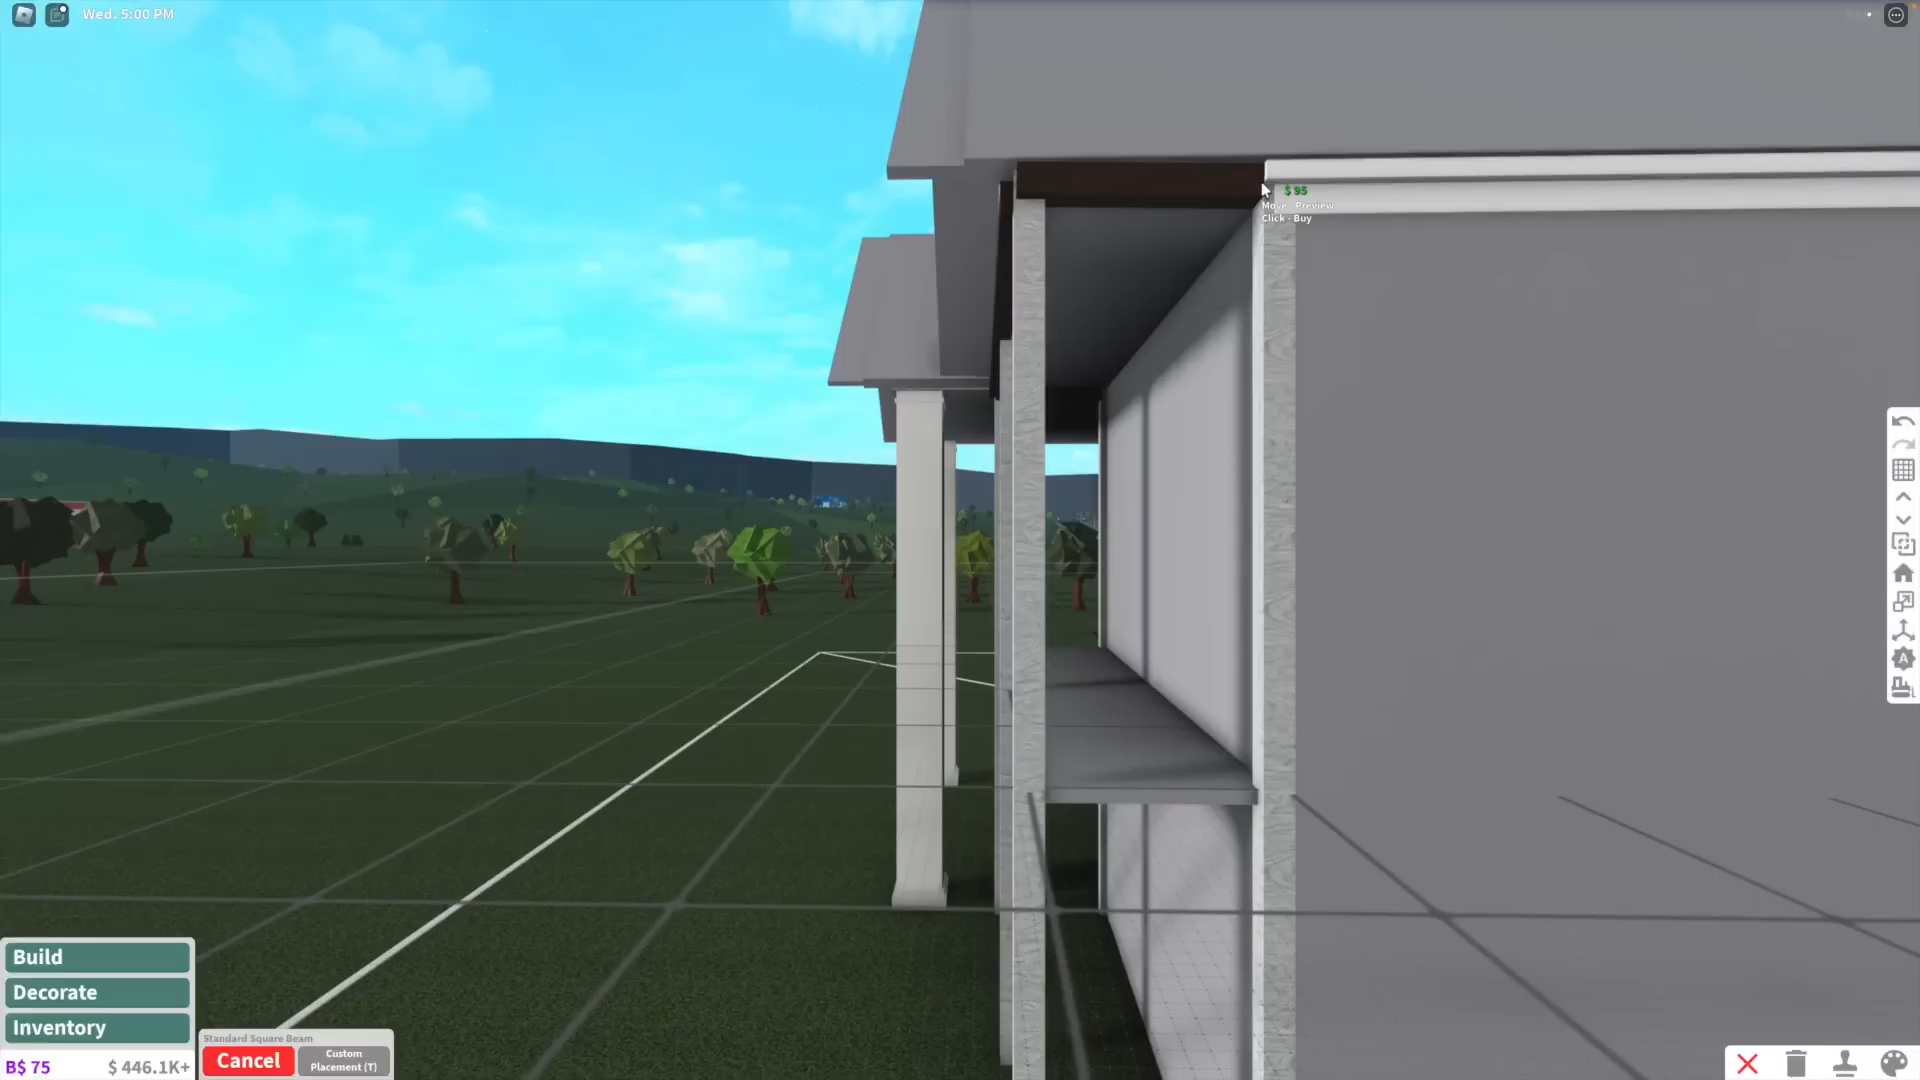 Wed. 5:00 PM
$ 95
Move - Preview
Click - Buy
Build
Decorate
Inventory
B$ 75
$ 446.1K+
Standard Square Beam
Cancel
Custom
Placement (T)
A